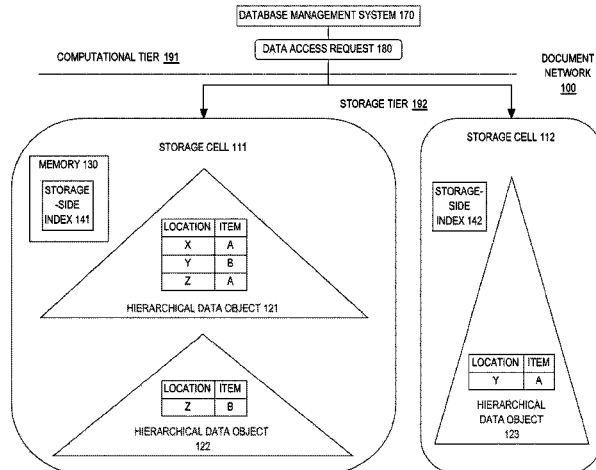 DATABASE MANAGEMENT SYSTEM 170
DATA ACCESS REQUEST 180
COMPUTATIONAL TIER 191
DOCUMENT
NETWORK
100
STORAGE TIER 192
STORAGE CELL 111
MEMORY 130
STORAGE
-SIDE
INDEX 141
LOCATION ITEM
X A
Y B
Z A
HIERARCHICAL DATA OBJECT 121
LOCATION ITEM
Z B
HIERARCHICAL DATA OBJECT
122
STORAGE CELL 112
STORAGE-
SIDE
INDEX 142
LOCATION ITEM
Y A
HIERARCHICAL
DATA OBJECT
123